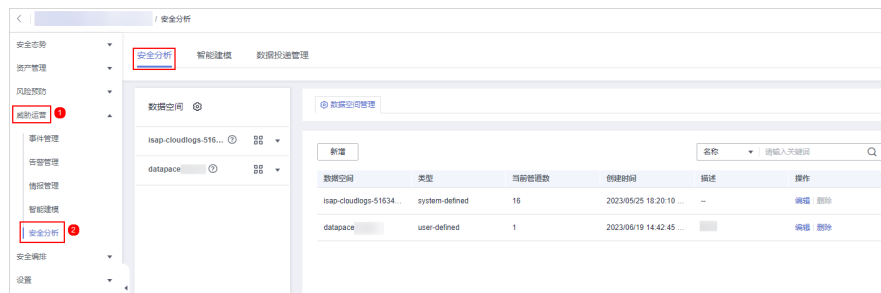 / 安全分析
安全态势
资产管理
风险预防
威胁运营 1
事件管理
告警管理
情报管理
智能建模
安全分析 2
安全编排
设置
安全分析 智能建模 数据投递管理
数据空间
isap-cloudlogs-516...
datapace
数据空间管理
新增
名称 请输入关键词
数据空间 类型 当前管道数 创建时间 描述 操作
isap-cloudlogs-51634... system-defined 16 2023/05/25 18:20:10 ... -- 编辑 删除
datapace user-defined 1 2023/06/19 14:42:45 ... 编辑 删除